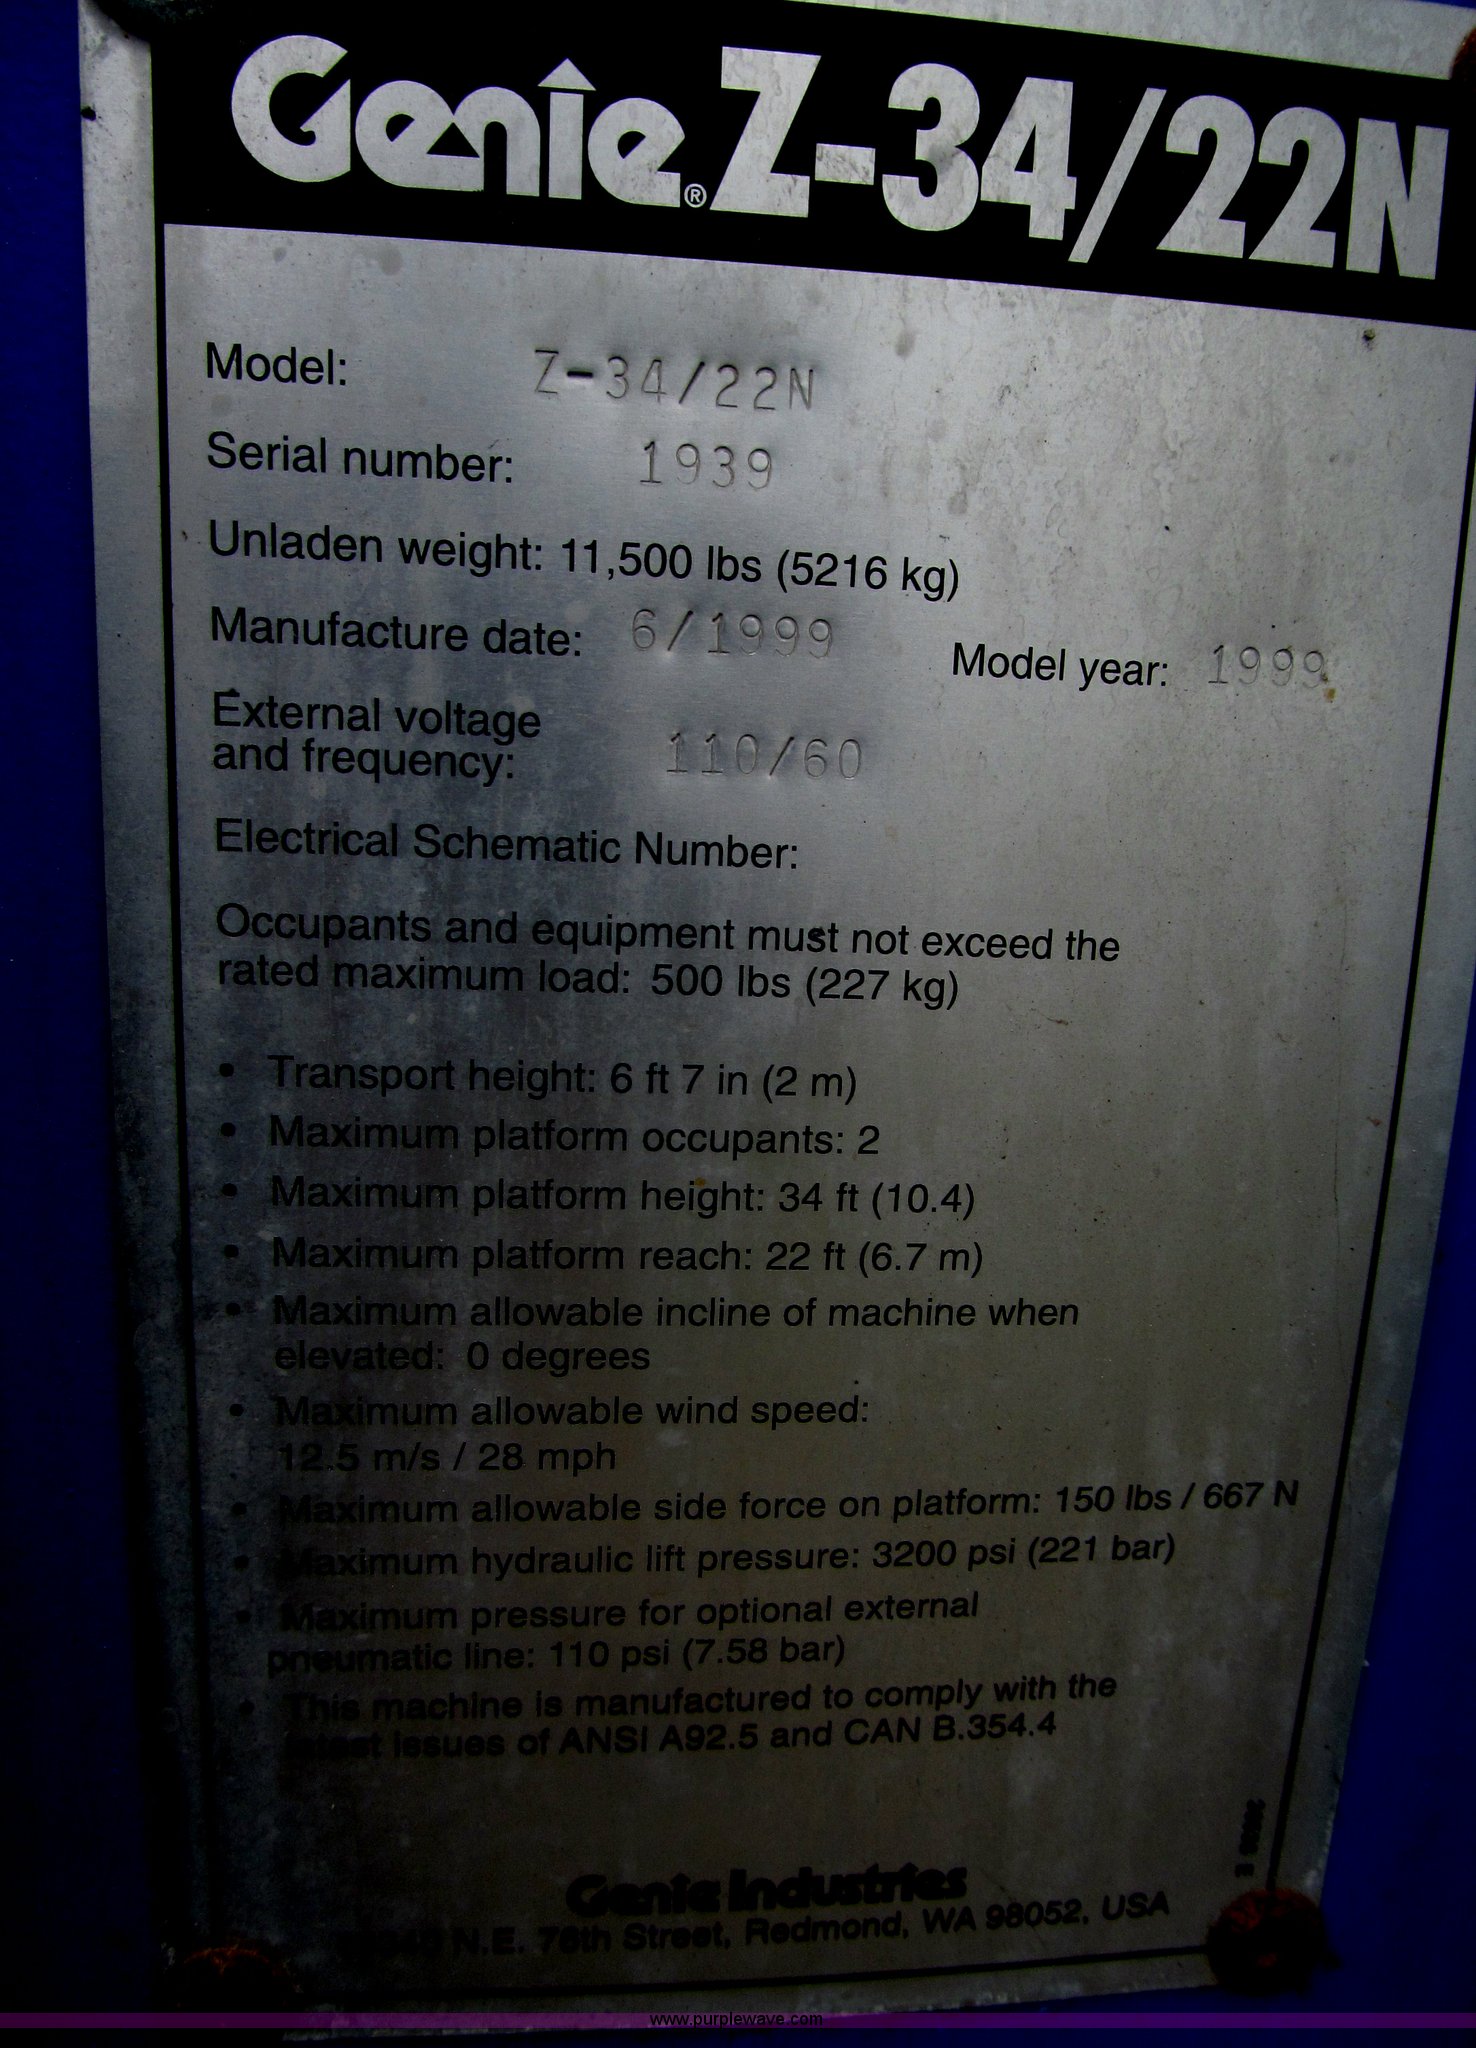 Genie® Z-34/22N
Model: Z-34/22N
Serial number: 1939
Unladen weight: 11,500 lbs (5216 kg)
Manufacture date: 6/1999 Model year: 1999
External voltage
and frequency: 110/60
Electrical Schematic Number:
Occupants and equipment must not exceed the
rated maximum load: 500 lbs (227 kg)
• Transport height: 6 ft 7 in (2 m)
• Maximum platform occupants: 2
• Maximum platform height: 34 ft (10.4)
• Maximum platform reach: 22 ft (6.7 m)
• Maximum allowable incline of machine when
elevated: 0 degrees
• Maximum allowable wind speed:
12.5 m/s / 28 mph
• Maximum allowable side force on platform: 150 lbs / 667 N
• Maximum hydraulic lift pressure: 3200 psi (221 bar)
• Maximum pressure for optional external
pneumatic line: 110 psi (7.58 bar)
• This machine is manufactured to comply with the
latest issues of ANSI A92.5 and CAN B.354.4
Genie Industries
N.E. 76th Street, Redmond, WA 98052, USA
www.purplewave.com